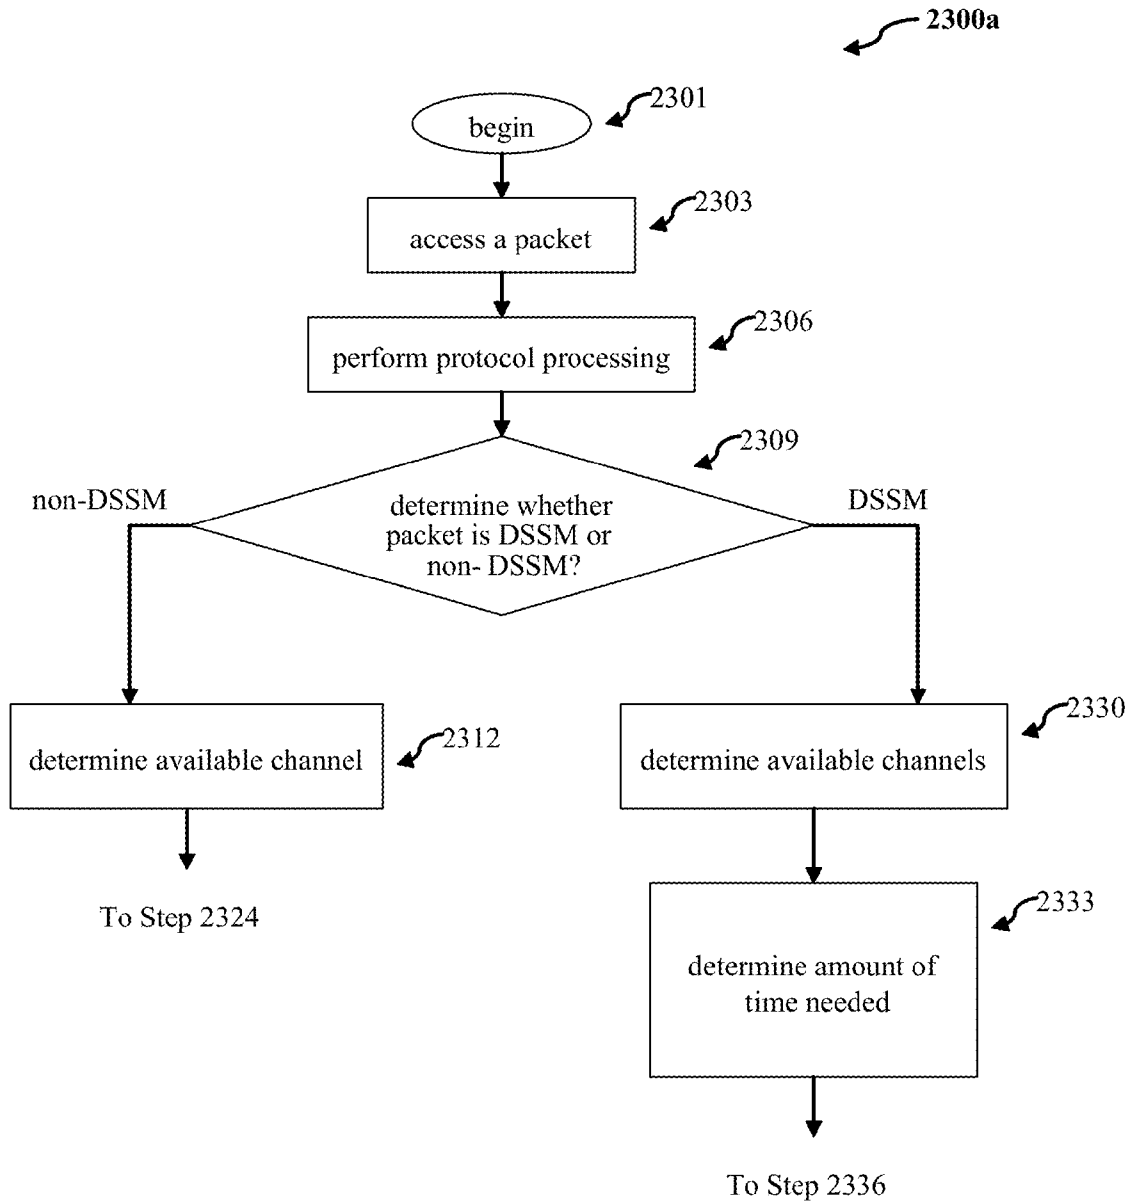 2300a
2301
begin
2303
access a packet
2306
perform protocol processing
2309
non-DSSM
DSSM
determine whether
packet is DSSM or
non- DSSM?
2312
2330
determine available channel
determine available channels
2333
To Step 2324
determine amount of
time needed
To Step 2336